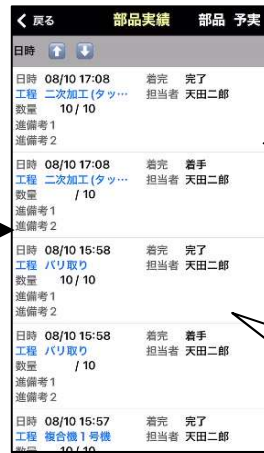 戻る 部品実績 部品 予実
日時
日時 08/10 17:08 着完 完了
工程 二次加工(タッ… 担当者 天田二郎
数量 10 / 10
進備考1
進備考2
日時 08/10 17:08 着完 着手
工程 二次加工(タッ… 担当者 天田二郎
数量 / 10
進備考1
進備考2
日時 08/10 15:58 着完 完了
工程 バリ取り 担当者 天田二郎
数量 10 / 10
進備考1
進備考2
日時 08/10 15:58 着完 着手
工程 バリ取り 担当者 天田二郎
数量 / 10
進備考1
進備考2
日時 08/10 15:57 着完 完了
工程 複合機1号機 担当者 天田二郎
数量 10 / 10